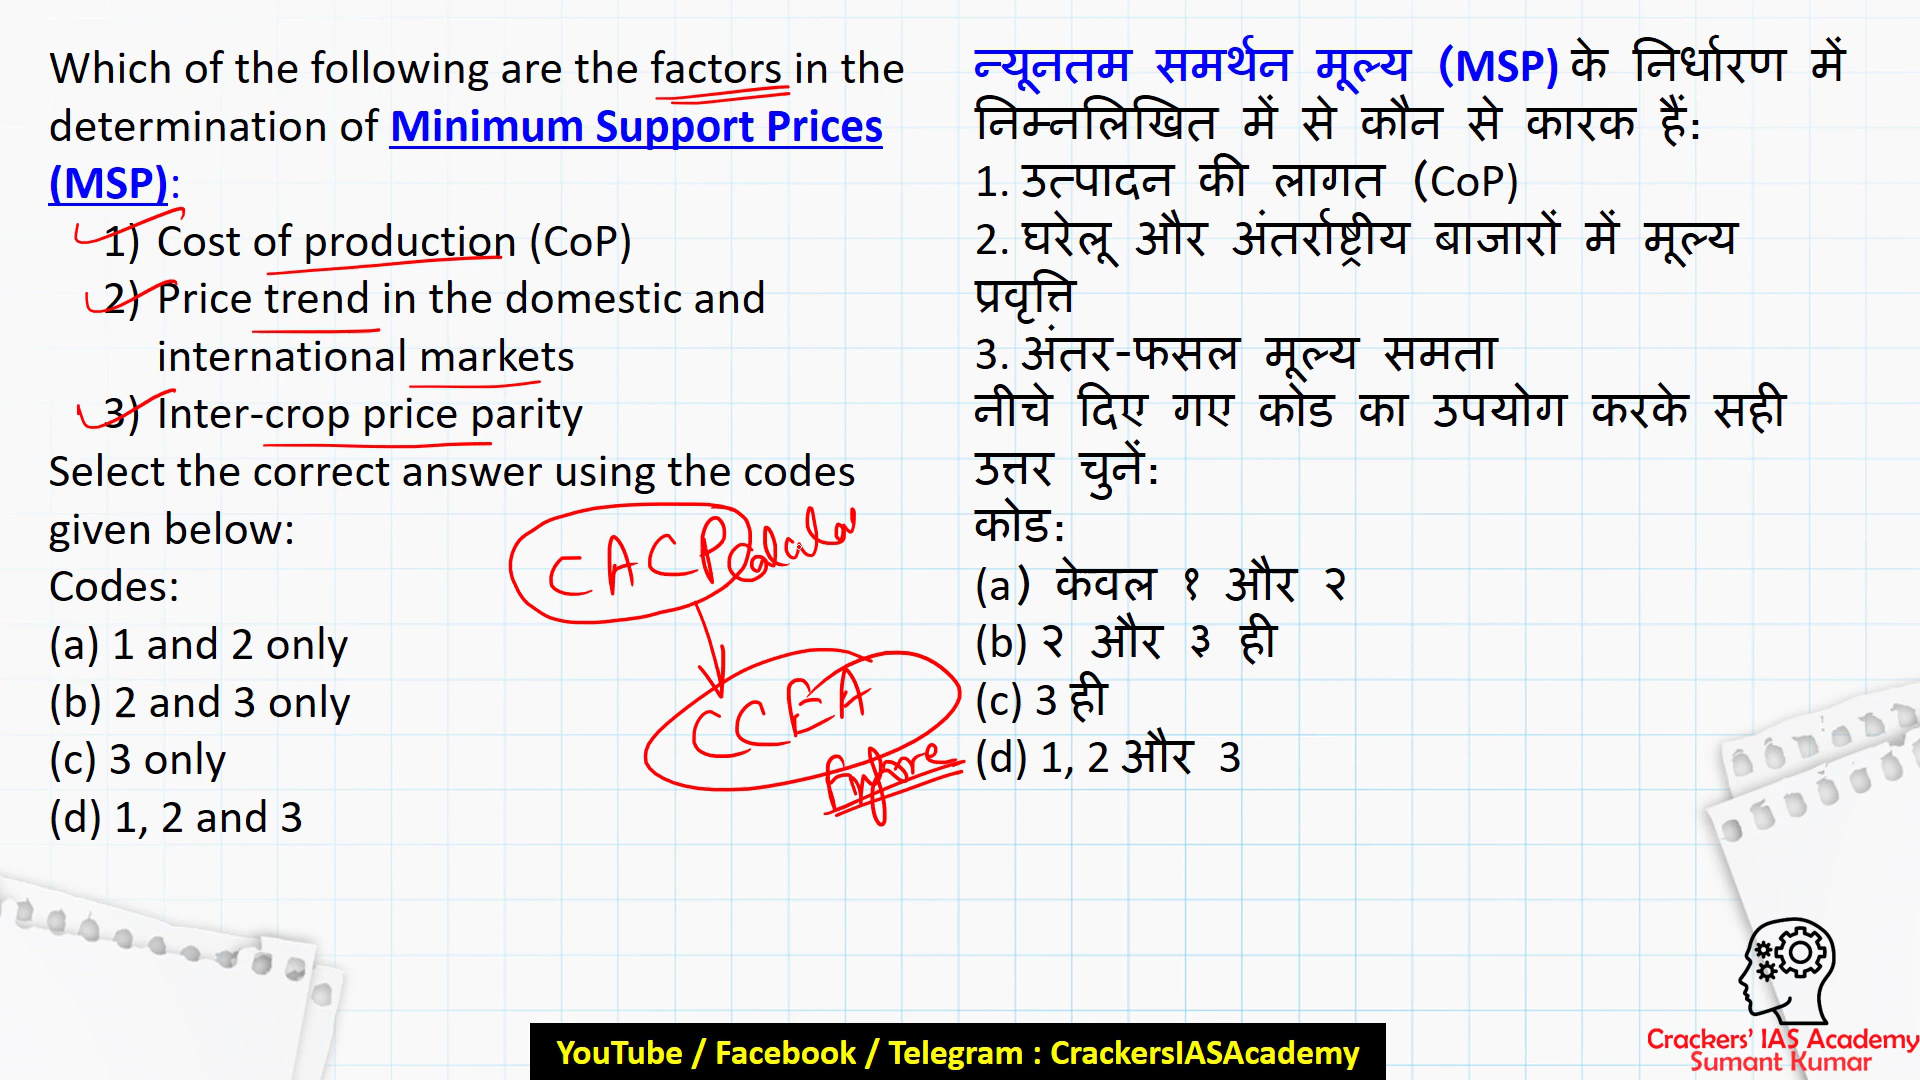 Which of the following are the factors in the
determination of Minimum Support Prices
(MSP):
1) Cost of production (CoP)
2) Price trend in the domestic and
international markets
3) Inter-crop price parity
Select the correct answer using the codes
given below:
Codes:
(a) 1 and 2 only
(b) 2 and 3 only
(c) 3 only
(d) 1, 2 and 3
CACP
CCEA
न्यूनतम समर्थन मूल्य (MSP) के निर्धारण में
निम्नलिखित में से कौन से कारक हैं:
1. उत्पादन की लागत (CoP)
2. घरेलू और अंतर्राष्ट्रीय बाजारों में मूल्य
प्रवृत्ति
3. अंतर-फसल मूल्य समता
नीचे दिए गए कोड का उपयोग करके सही
उत्तर चुनें:
कोड:
(a) केवल १ और २
(b) २ और ३ ही
(c) 3 ही
(d) 1, 2 और 3
Crackers' IAS Academy
Sumant Kumar
YouTube / Facebook / Telegram : CrackersIASAcademy